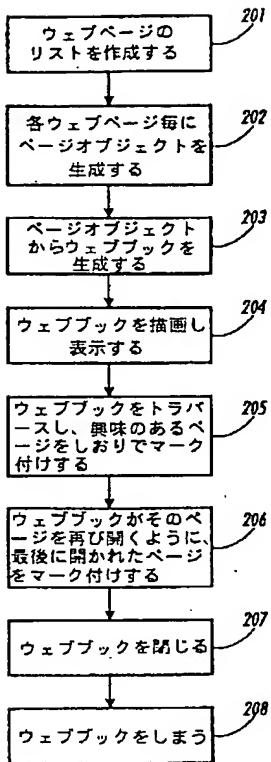 201
ウェブページの
リストを作成する
202
各ウェブページ毎に
ページオブジェクトを
生成する
203
ページオブジェクト
からウェブブックを
生成する
204
ウェブブックを描画し
表示する
205
ウェブブックをトラバ
ースし、興味のある
ページをしおりでマーク
付けする
206
ウェブブックがそのペ
ージを再び開くように、
最後に開かれたページ
をマーク付けする
207
ウェブブックを閉じる
208
ウェブブックをしまう